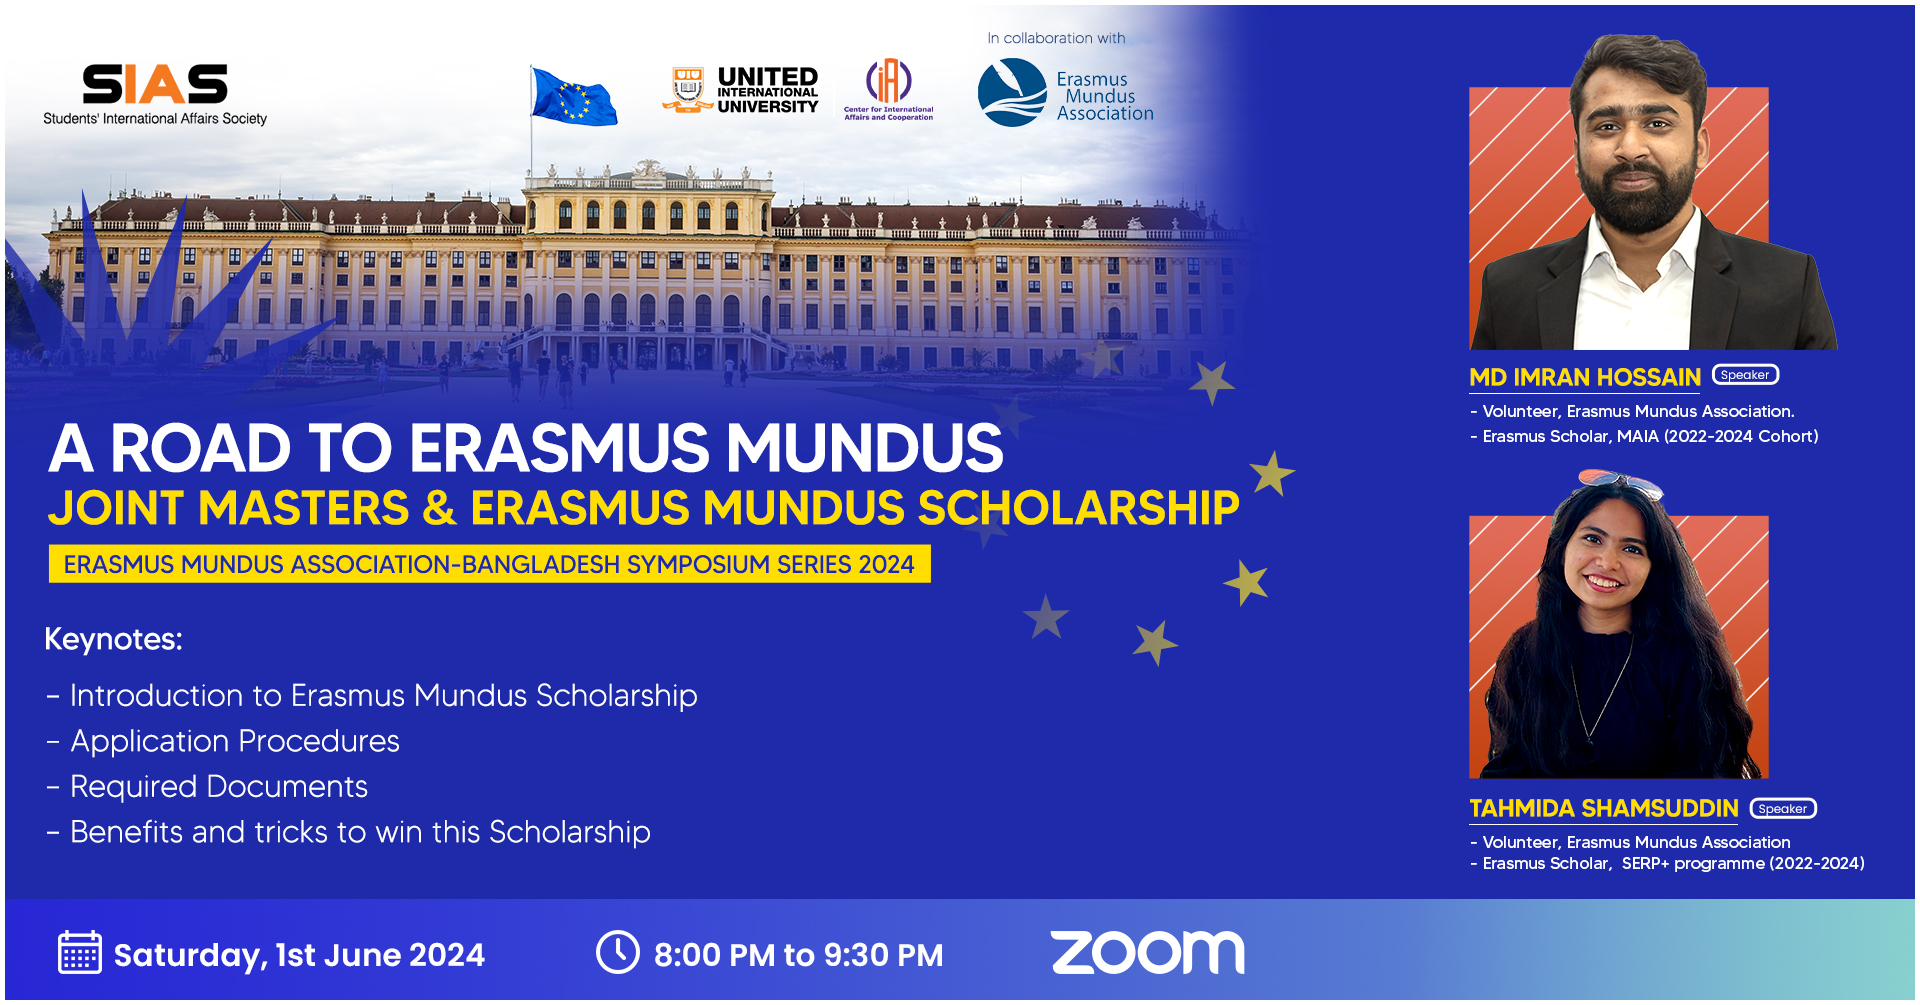 SIAS
Students' International Affairs Society
UNITED
INTERNATIONAL
UNIVERSITY
CIAC
Center for International
Affairs and Cooperation
In collaboration with
Erasmus
Mundus
Association
A ROAD TO ERASMUS MUNDUS
JOINT MASTERS & ERASMUS MUNDUS SCHOLARSHIP
ERASMUS MUNDUS ASSOCIATION-BANGLADESH SYMPOSIUM SERIES 2024
Keynotes:
- Introduction to Erasmus Mundus Scholarship
- Application Procedures
- Required Documents
- Benefits and tricks to win this Scholarship
MD IMRAN HOSSAIN Speaker
- Volunteer, Erasmus Mundus Association.
- Erasmus Scholar, MAIA (2022-2024 Cohort)
TAHMIDA SHAMSUDDIN Speaker
- Volunteer, Erasmus Mundus Association
- Erasmus Scholar, SERP+ programme (2022-2024)
Saturday, 1st June 2024
8:00 PM to 9:30 PM
zoom